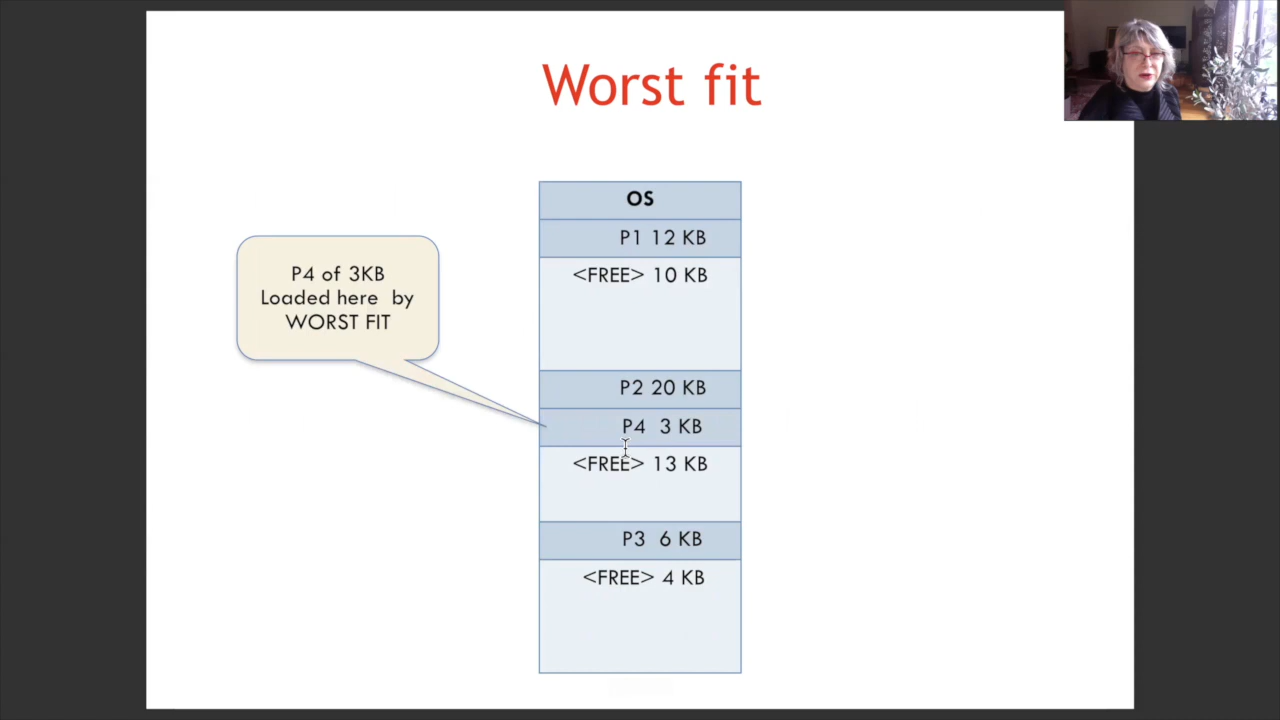 Worst fit
OS
P1 12 KB
<FREE> 10 KB
P4 of 3KB
Loaded here by
WORST FIT
P2 20 KB
P4 3 KB
<FREE> 13 KB
P3 6 KB
<FREE> 4 KB